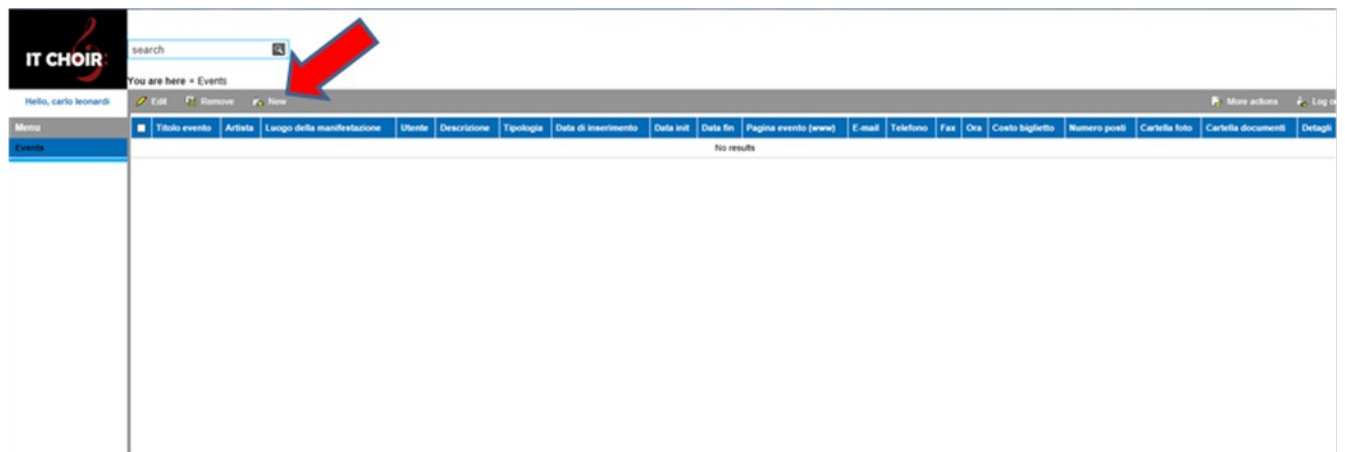 IT CHOIR
search
You are here » Events
Hello, carlo leonardi
Edit Remove New More actions Log o
Menu
Titolo evento Artista Luogo della manifestazione Utente Descrizione Tipologia Data di inserimento Data init Data fin Pagina evento (www) E-mail Telefono Fax Ora Costo biglietto Numero posti Cartella foto Cartella documenti Detagli
Events
No results